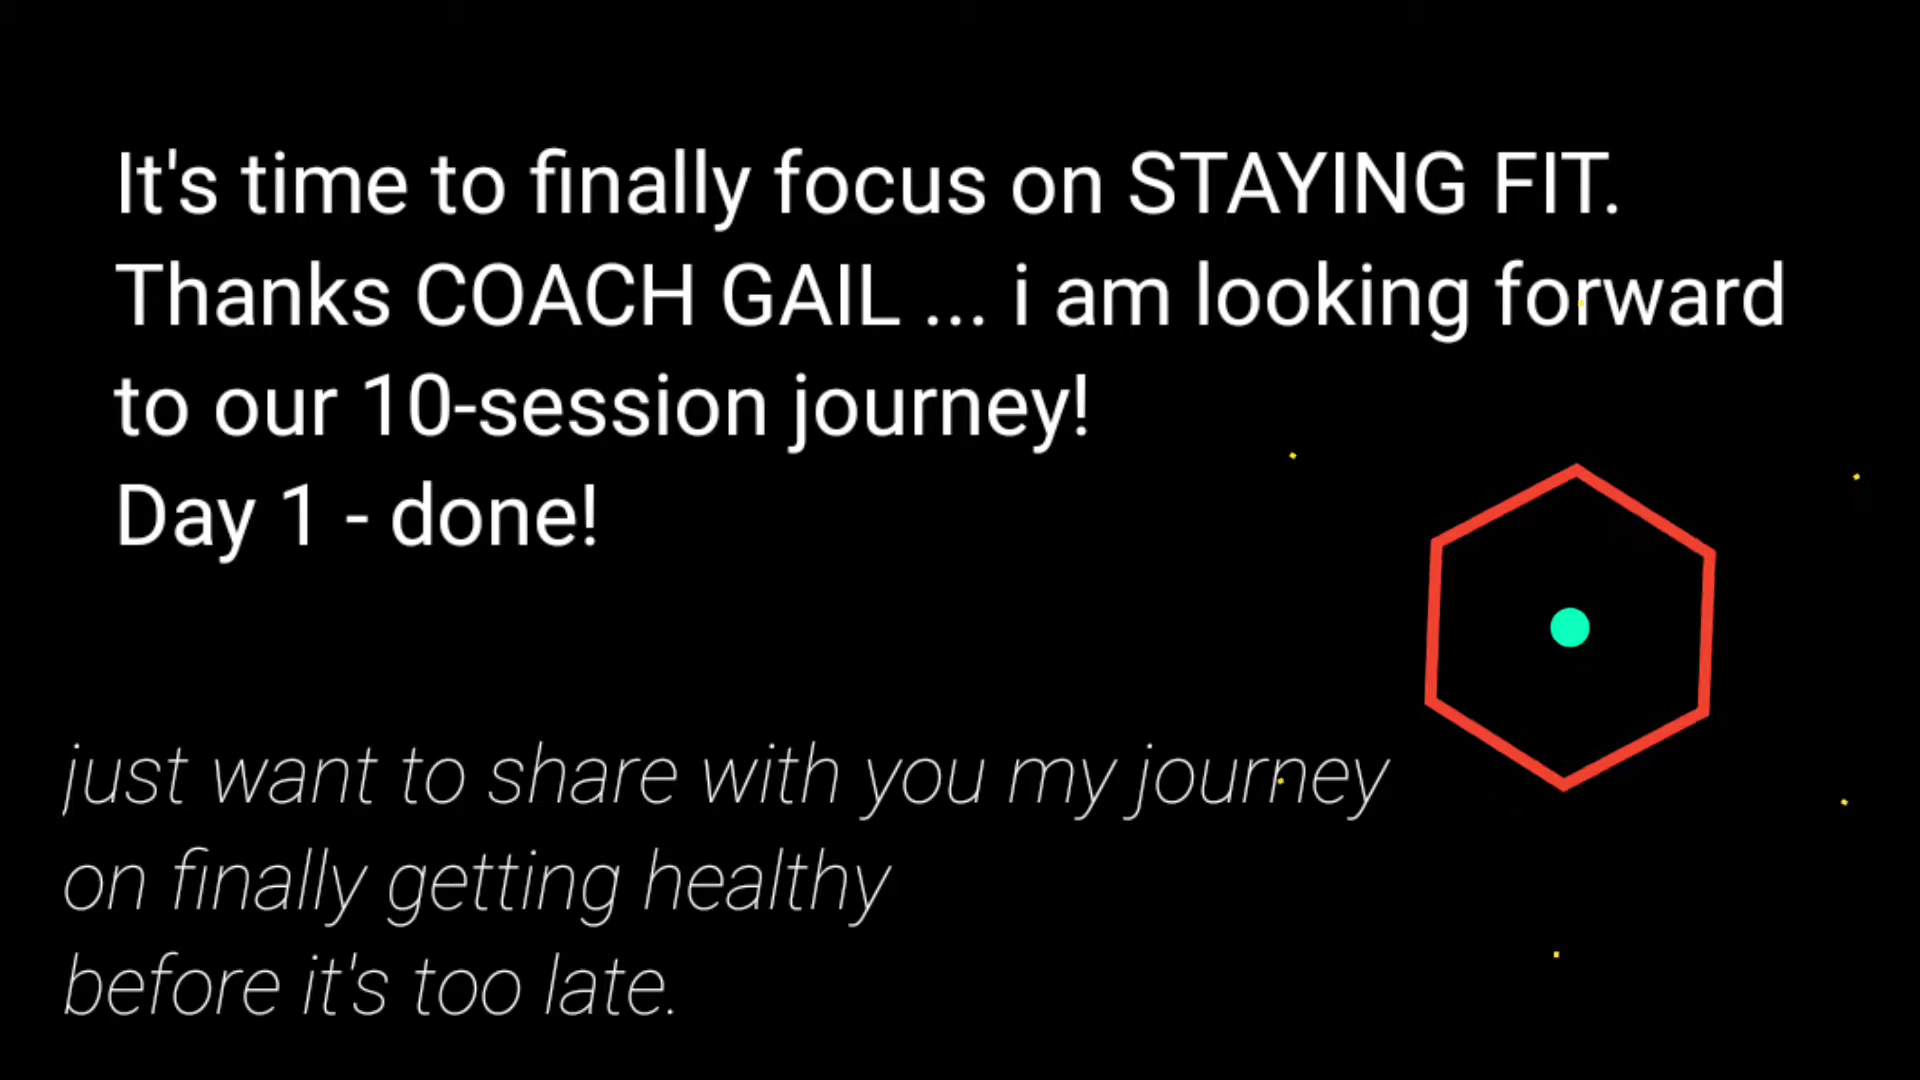 It's time to finally focus on STAYING FIT.
Thanks COACH GAIL ... i am looking forward
to our 10-session journey!
Day 1 - done!
just want to share with you my journey
on finally getting healthy
before it's too late.